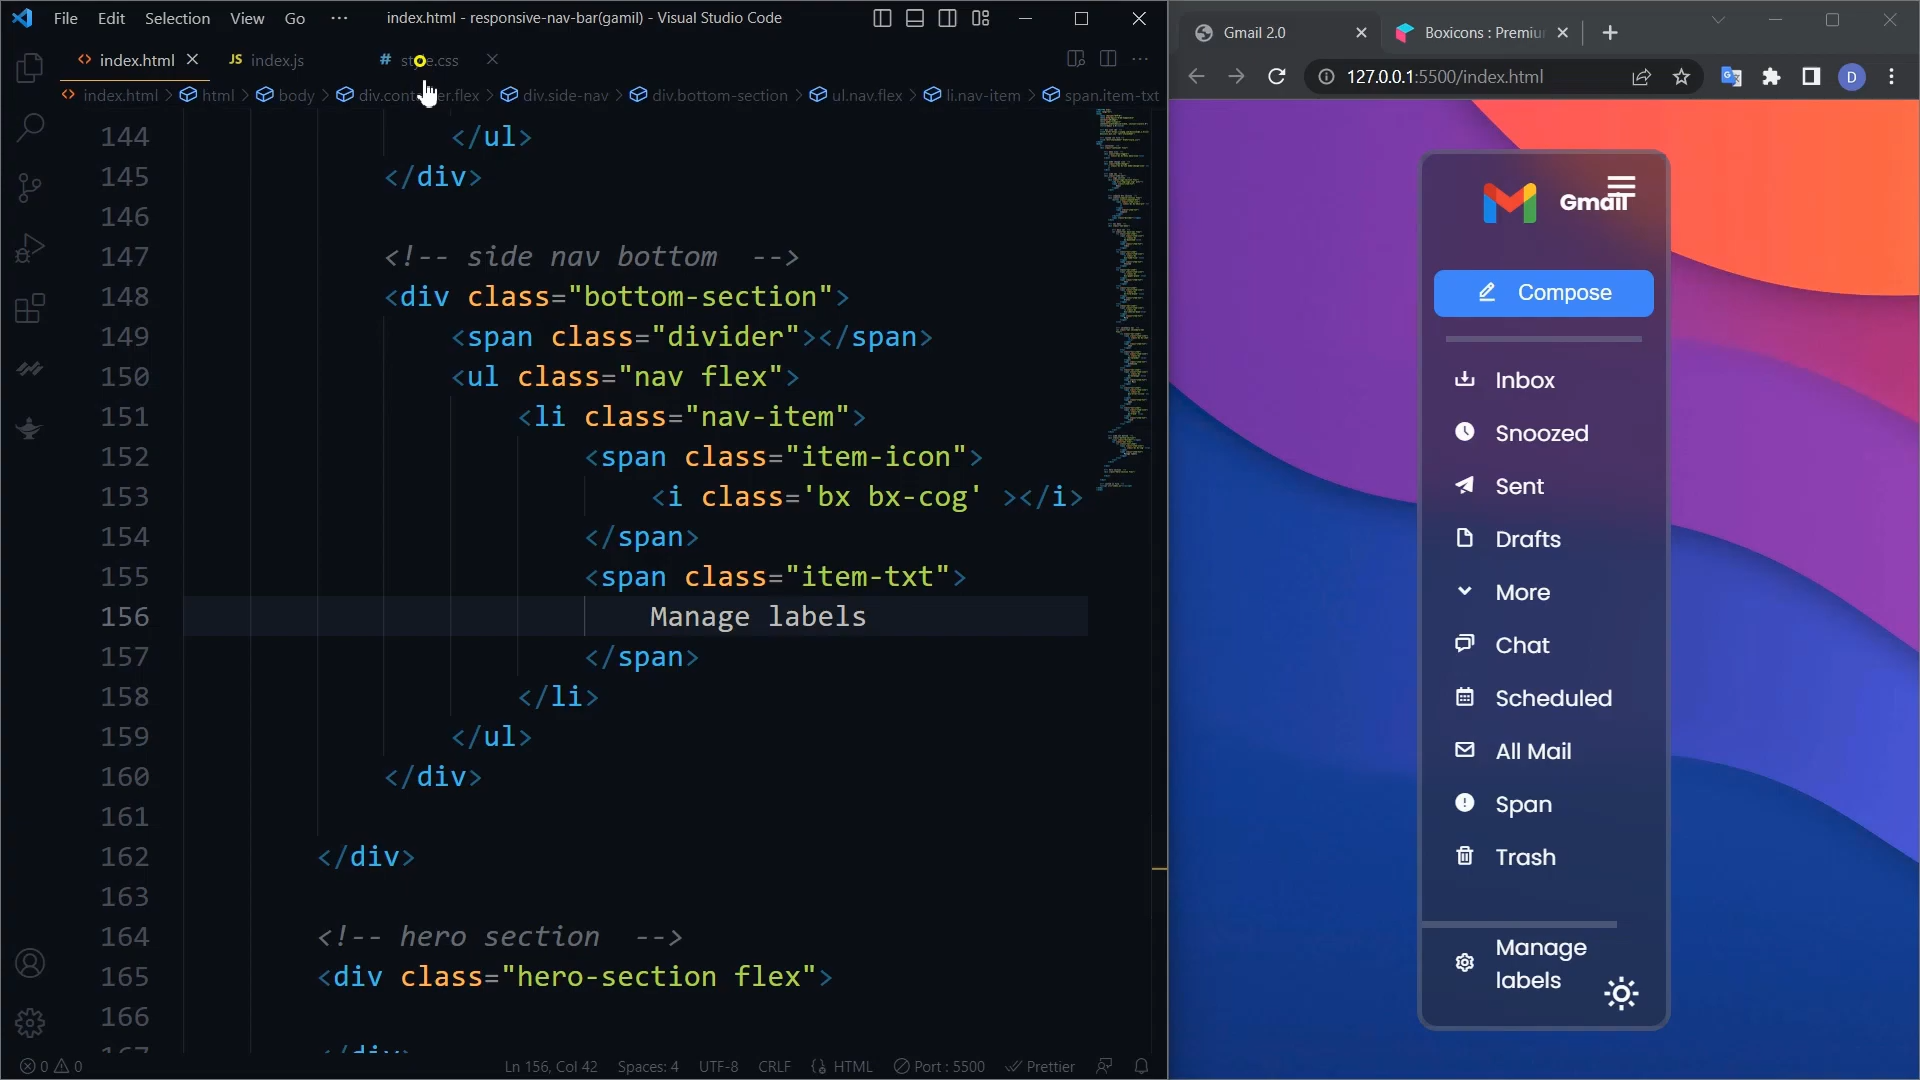 File Edit Selection View Go ··· index.html - responsive-nav-bar(gamil) - Visual Studio Code
<> index.html JS index.js # style.css
<> index.html > html > body > div.container.flex > div.side-nav > div.bottom-section > ul.nav.flex > li.nav-item > span.item-txt
144 </ul>
145 </div>
146
147 <!-- side nav bottom -->
148 <div class="bottom-section">
149 <span class="divider"></span>
150 <ul class="nav flex">
151 <li class="nav-item">
152 <span class="item-icon">
153 <i class='bx bx-cog' ></i>
154 </span>
155 <span class="item-txt">
156 Manage labels
157 </span>
158 </li>
159 </ul>
160 </div>
161
162 </div>
163
164 <!-- hero section -->
165 <div class="hero-section flex">
166
0 0 Ln 156, Col 42 Spaces: 4 UTF-8 CRLF {} HTML Port : 5500 Prettier
Gmail 2.0 Boxicons : Premiu
127.0.0.1:5500/index.html D
Gmail
Compose
Inbox
Snoozed
Sent
Drafts
More
Chat
Scheduled
All Mail
Span
Trash
Manage
labels